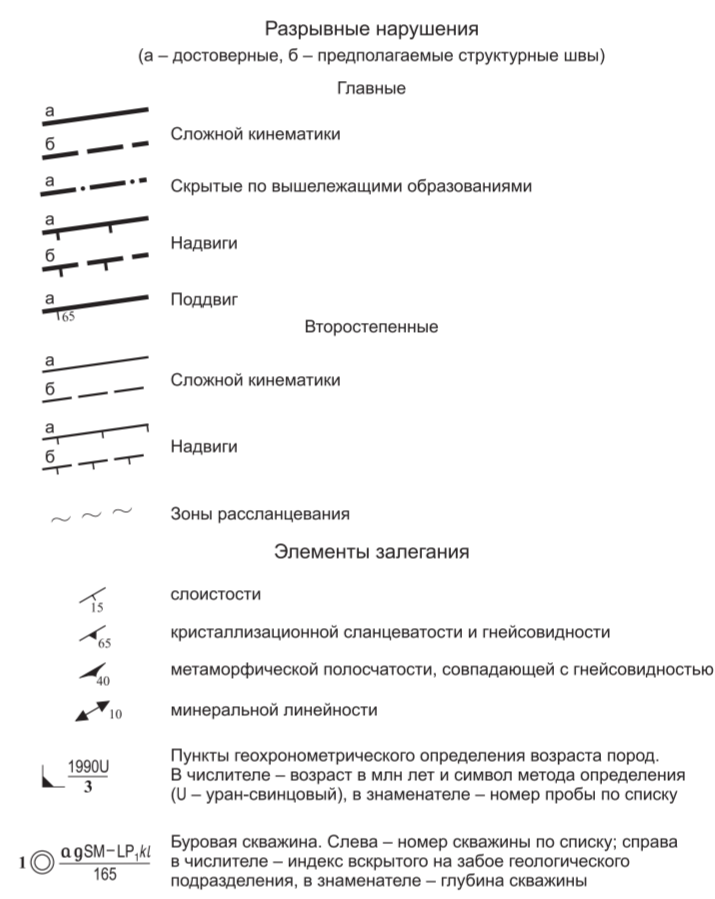 Разрывные нарушения
(а – достоверные, б – предполагаемые структурные швы)
Главные
а
б
Сложной кинематики
а
Скрытые по вышележащими образованиями
а
б
Надвиги
а
65
Поддвиг
Второстепенные
а
б
Сложной кинематики
а
б
Надвиги
Зоны рассланцевания
Элементы залегания
15
слоистости
65
кристаллизационной сланцеватости и гнейсовидности
40
метаморфической полосчатости, совпадающей с гнейсовидностью
10
минеральной линейности
1990U
3
Пункты геохронометрического определения возраста пород.
В числителе – возраст в млн лет и символ метода определения
(U – уран-свинцовый), в знаменателе – номер пробы по списку
1
agSM–LP₁kl
165
Буровая скважина. Слева – номер скважины по списку; справа
в числителе – индекс вскрытого на забое геологического
подразделения, в знаменателе – глубина скважины